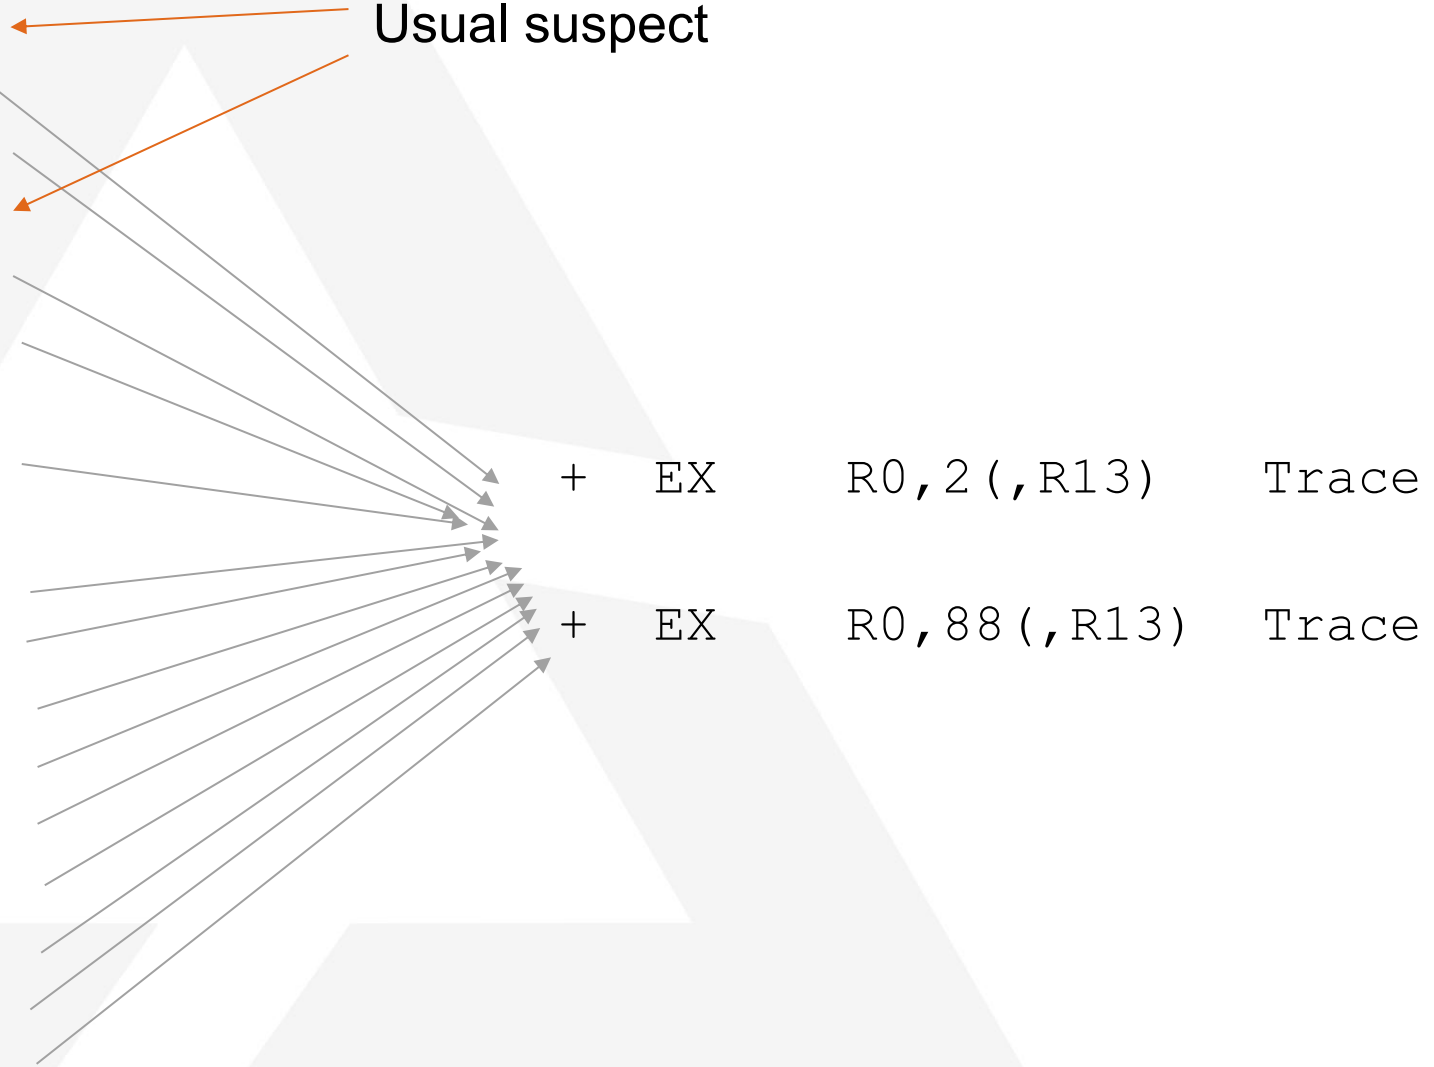 Usual suspect
+  EX    R0,2(,R13)   Trace
+  EX    R0,88(,R13)  Trace